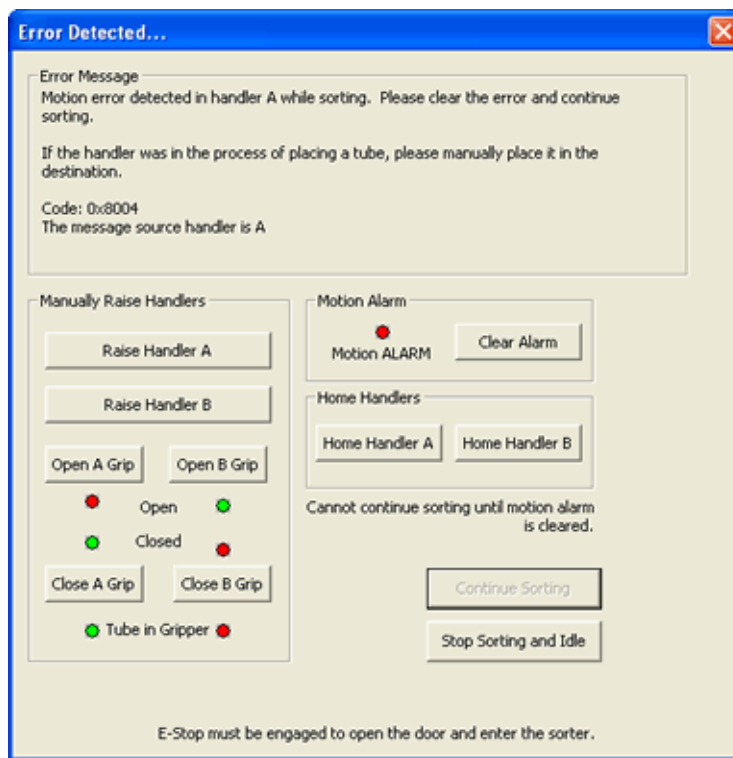 Error Detected...
Error Message
Motion error detected in handler A while sorting. Please clear the error and continue
sorting.
If the handler was in the process of placing a tube, please manually place it in the
destination.
Code: 0x8004
The message source handler is A
Manually Raise Handlers
Raise Handler A
Raise Handler B
Open A Grip
Open B Grip
Open
Closed
Close A Grip
Close B Grip
Tube in Gripper
Motion Alarm
Motion ALARM
Clear Alarm
Home Handlers
Home Handler A
Home Handler B
Cannot continue sorting until motion alarm
is cleared.
Continue Sorting
Stop Sorting and Idle
E-Stop must be engaged to open the door and enter the sorter.